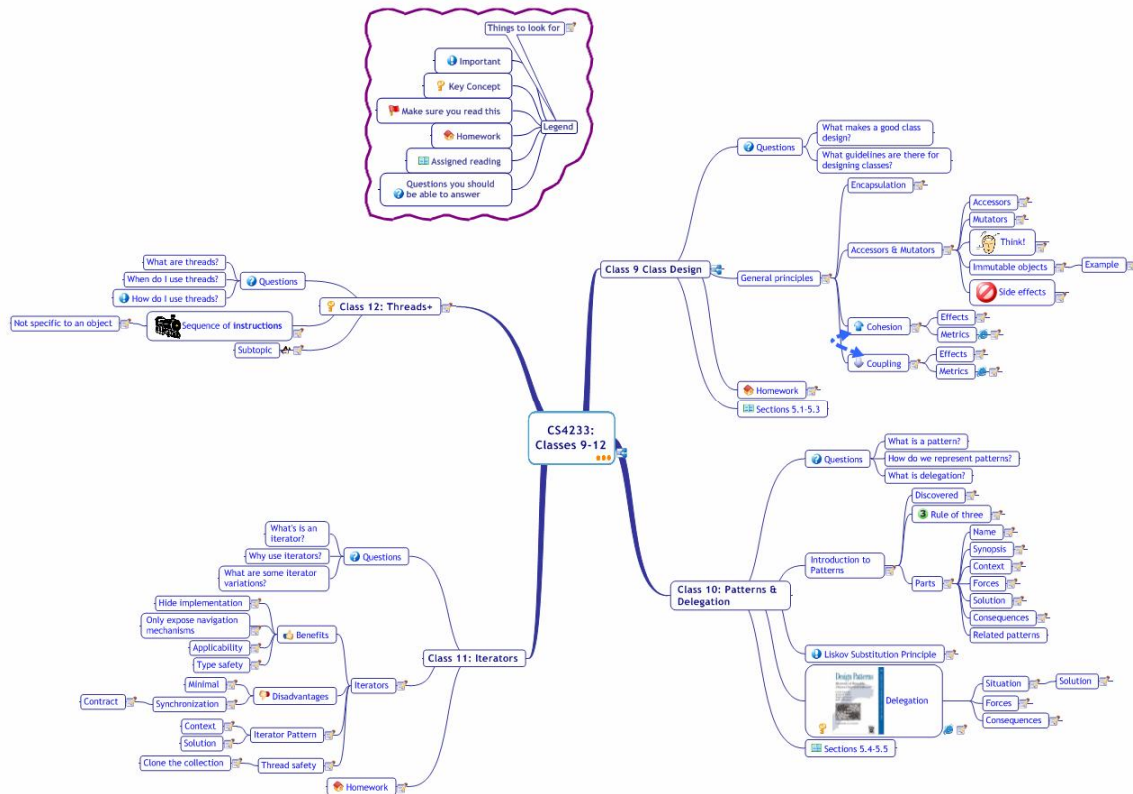 Things to look for
Important
Key Concept
Make sure you read this
Homework
Assigned reading
Questions you should
be able to answer
Legend
CS4233:
Classes 9-12
Class 9 Class Design
Questions
What makes a good class
design?
What guidelines are there for
designing classes?
General principles
Encapsulation
Accessors & Mutators
Accessors
Mutators
Think!
Immutable objects
Example
Side effects
Cohesion
Effects
Metrics
Coupling
Effects
Metrics
Homework
Sections 5.1-5.3
Class 10: Patterns &
Delegation
Questions
What is a pattern?
How do we represent patterns?
What is delegation?
Introduction to
Patterns
Discovered
3 Rule of three
Parts
Name
Synopsis
Context
Forces
Solution
Consequences
Related patterns
Liskov Substitution Principle
Design Patterns
Delegation
Situation
Solution
Forces
Consequences
Sections 5.4-5.5
Class 11: Iterators
Questions
What's is an
iterator?
Why use iterators?
What are some iterator
variations?
Iterators
Benefits
Hide implementation
Only expose navigation
mechanisms
Applicability
Type safety
Disadvantages
Minimal
Synchronization
Contract
Iterator Pattern
Context
Solution
Thread safety
Clone the collection
Homework
Class 12: Threads+
Questions
What are threads?
When do I use threads?
How do I use threads?
Sequence of instructions
Not specific to an object
Subtopic